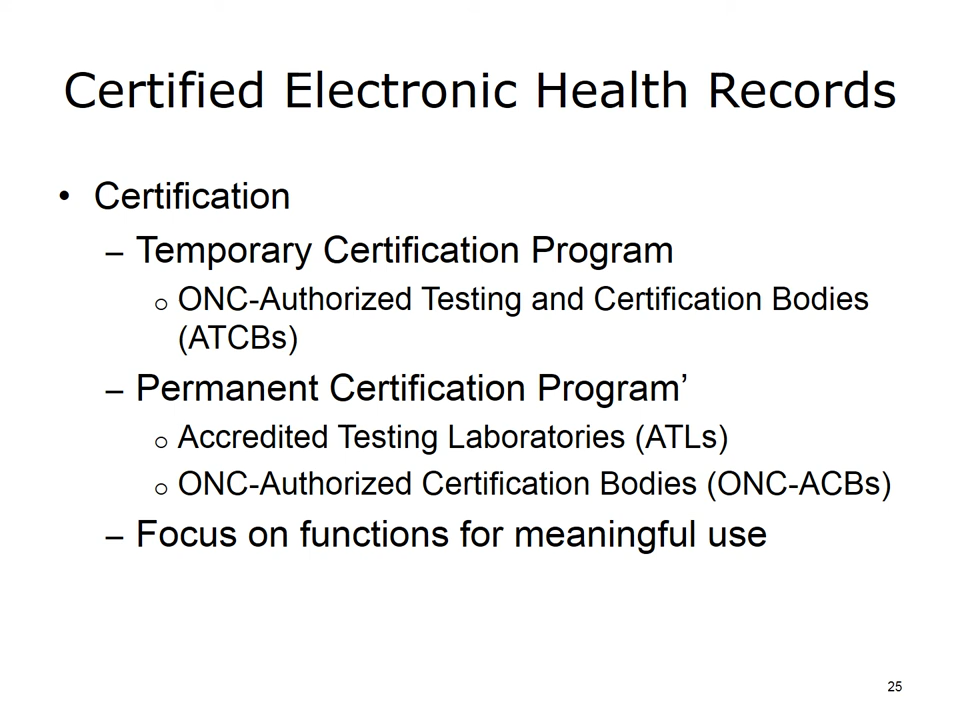 Certified Electronic Health Records
• Certification
– Temporary Certification Program
o ONC-Authorized Testing and Certification Bodies
(ATCBs)
– Permanent Certification Program’
o Accredited Testing Laboratories (ATLs)
o ONC-Authorized Certification Bodies (ONC-ACBs)
– Focus on functions for meaningful use
25